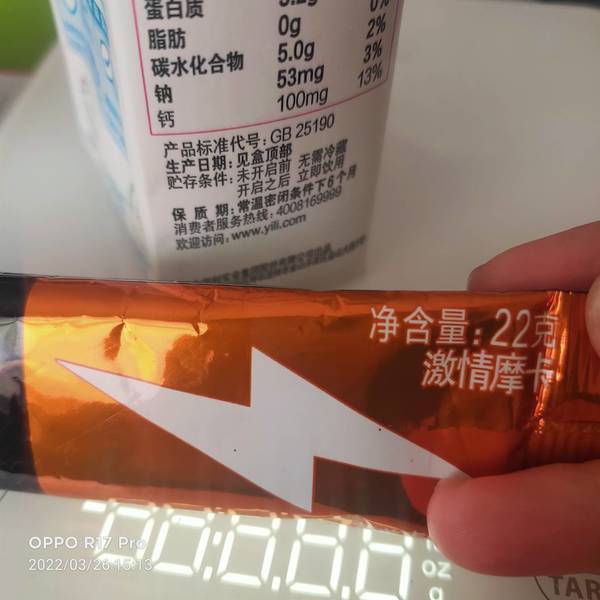 蛋白质 3.2g 6%
脂肪 0g 2%
碳水化合物 5.0g 3%
钠 53mg
钙 100mg 13%
产品标准代号: GB 25190
生产日期: 见盒顶部
贮存条件: 未开启前 无需冷藏
开启之后 立即饮用
保 质 期: 常温密闭条件下6个月
消费者服务热线: 4008169999
欢迎访问: www.yili.com
净含量: 22克
激情摩卡
OPPO R17 Pro
2022/03/26 15:13
oz
g
TAR